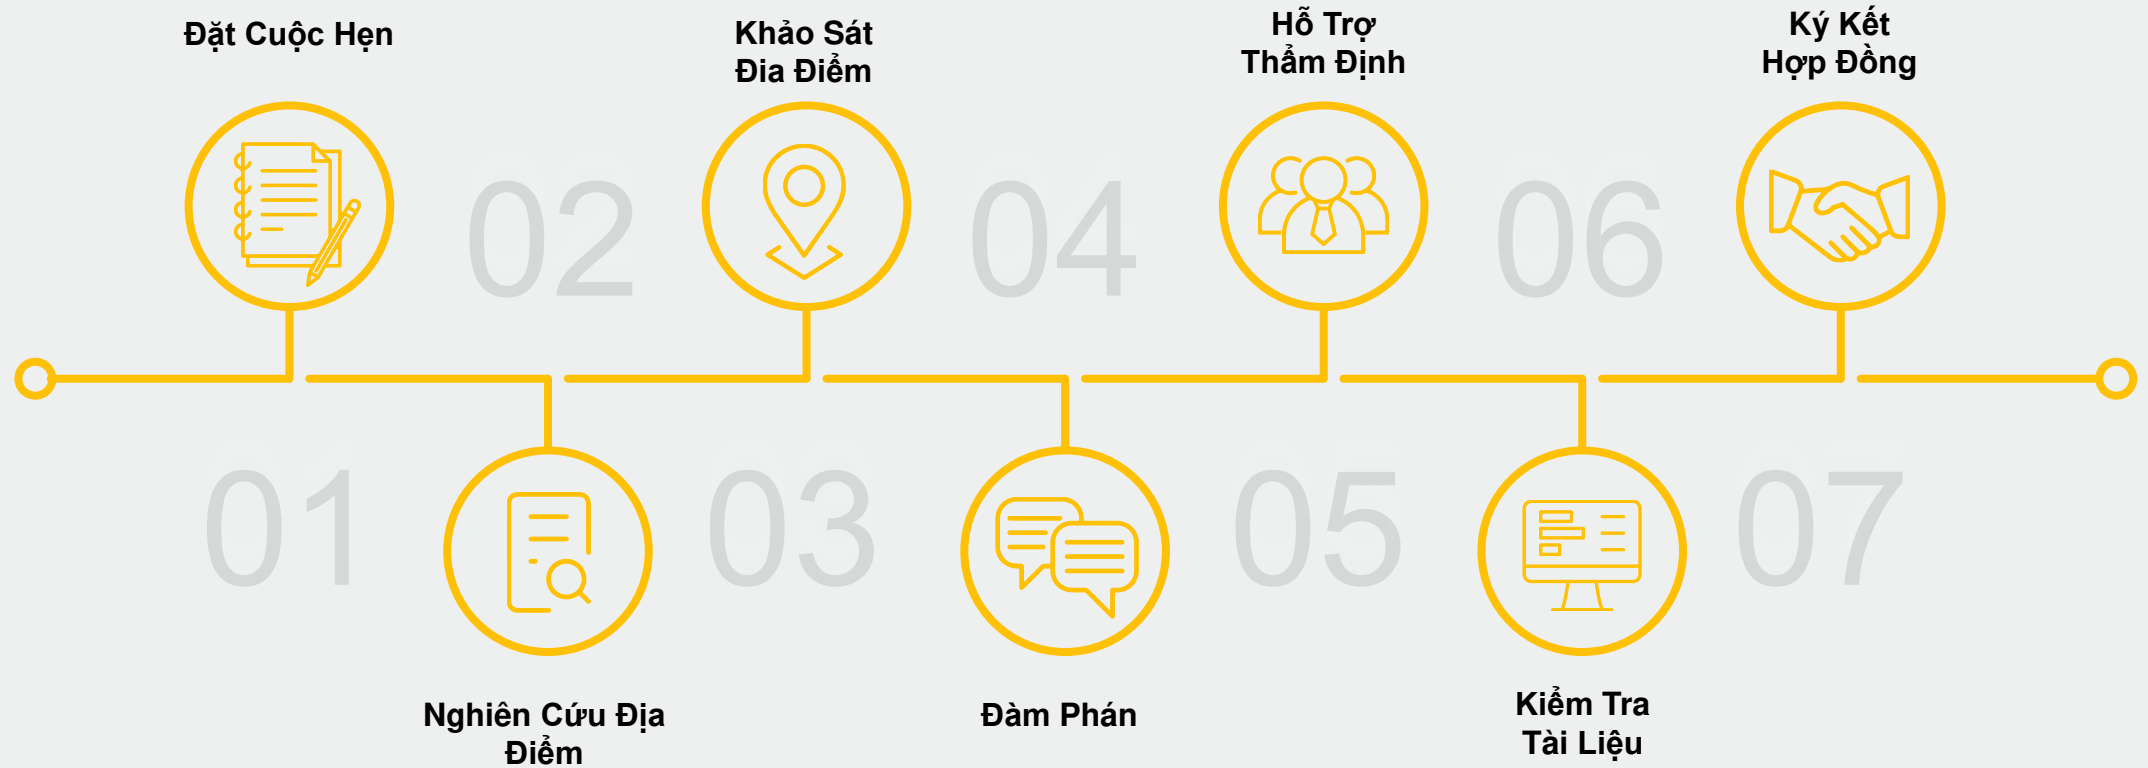 Đặt Cuộc Hẹn
01
02
Nghiên Cứu Địa
Điểm
Khảo Sát
Đia Điểm
03
04
Đàm Phán
Hỗ Trợ
Thẩm Định
05
06
Kiểm Tra
Tài Liệu
Ký Kết
Hợp Đồng
07